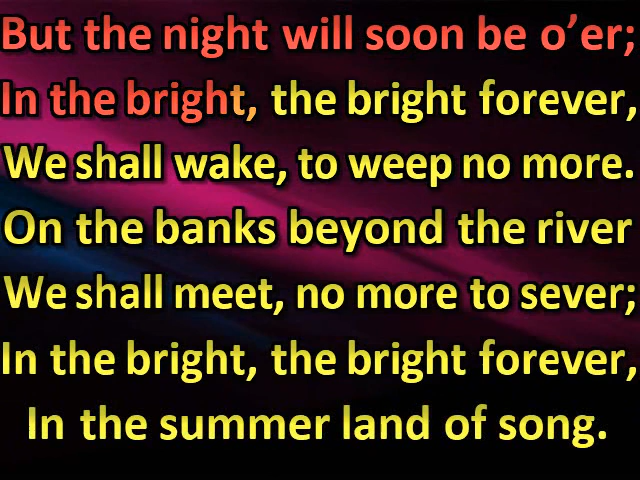 But the night will soon be o’er;
In the bright, the bright forever,
We shall wake, to weep no more.
On the banks beyond the river
We shall meet, no more to sever;
In the bright, the bright forever,
In the summer land of song.